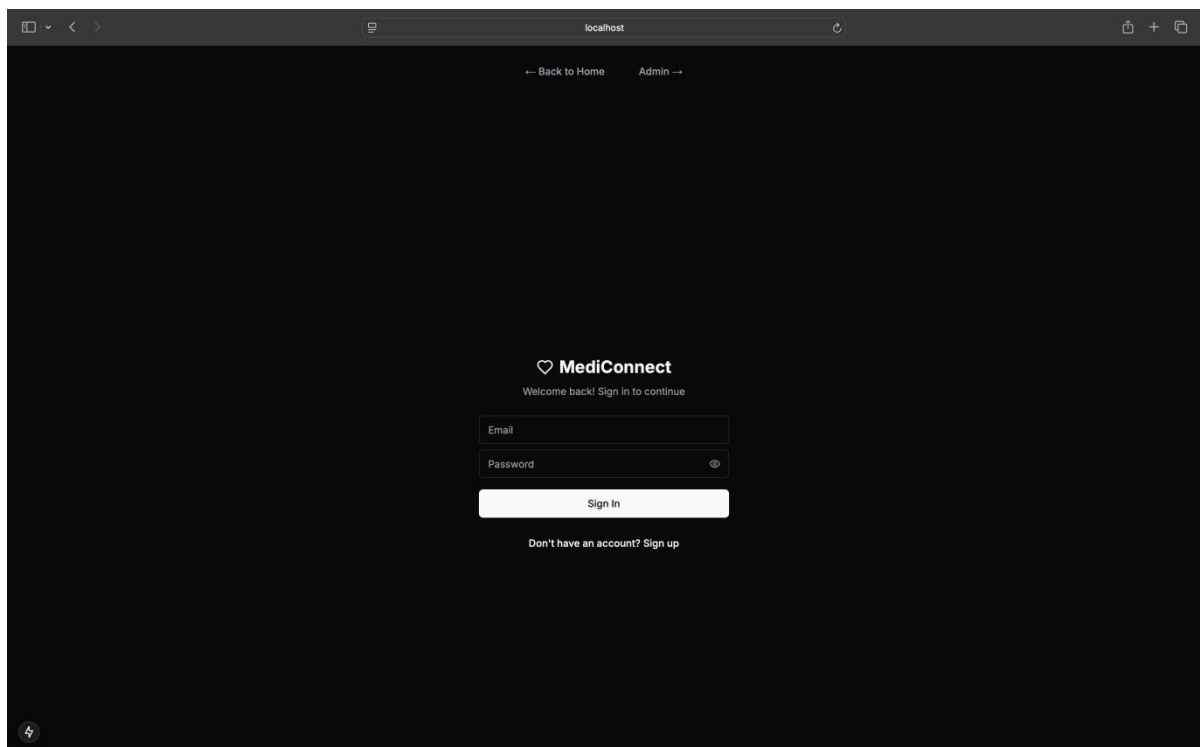 localhost
← Back to Home Admin →
MediConnect
Welcome back! Sign in to continue
Email
Password
Sign In
Don't have an account? Sign up